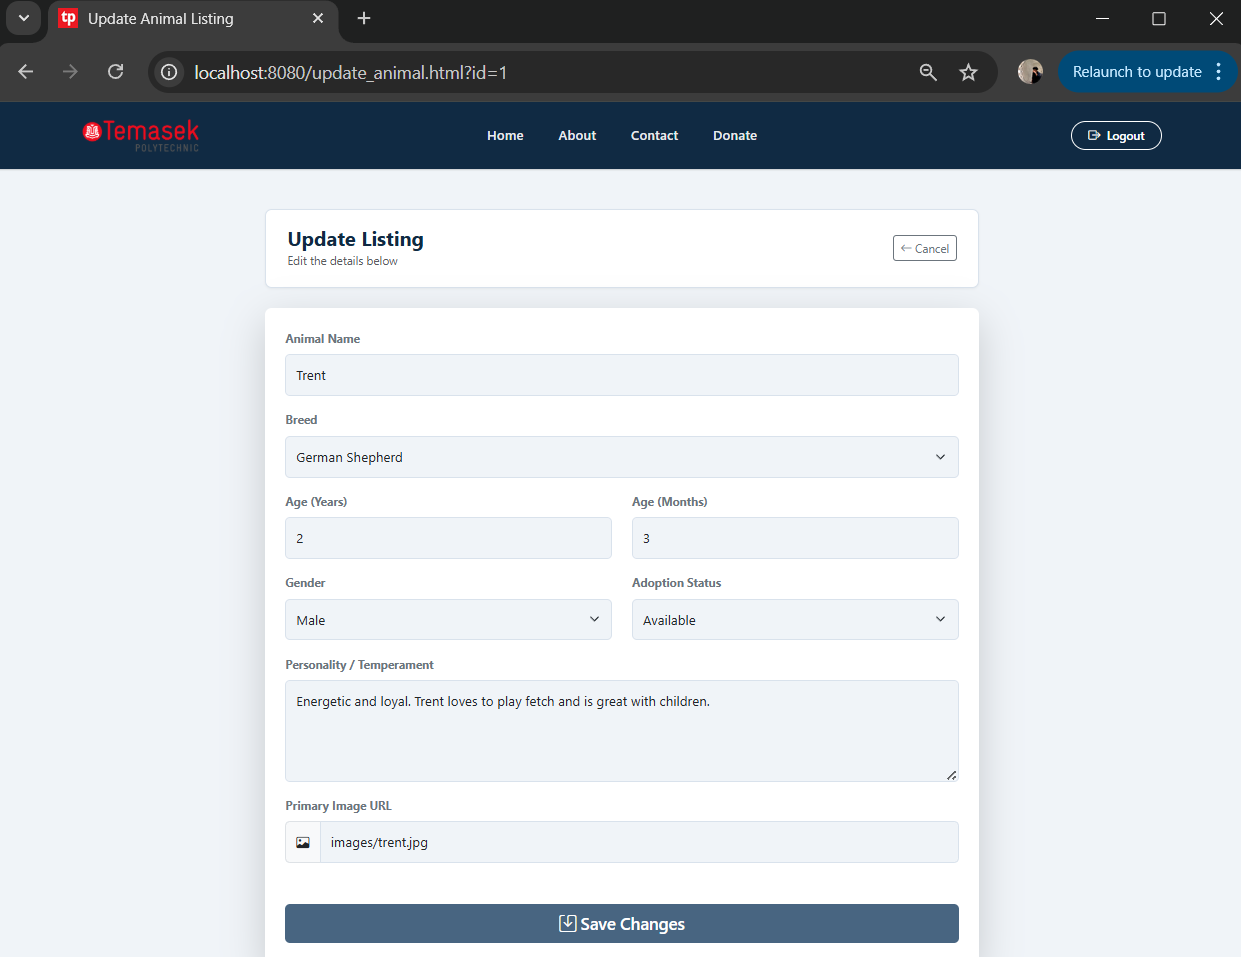 tp Update Animal Listing
localhost:8080/update_animal.html?id=1
Relaunch to update
Temasek
POLYTECHNIC
Home About Contact Donate
Logout
Update Listing
Edit the details below
Cancel
Animal Name
Trent
Breed
German Shepherd
Age (Years) Age (Months)
2 3
Gender Adoption Status
Male Available
Personality / Temperament
Energetic and loyal. Trent loves to play fetch and is great with children.
Primary Image URL
images/trent.jpg
Save Changes